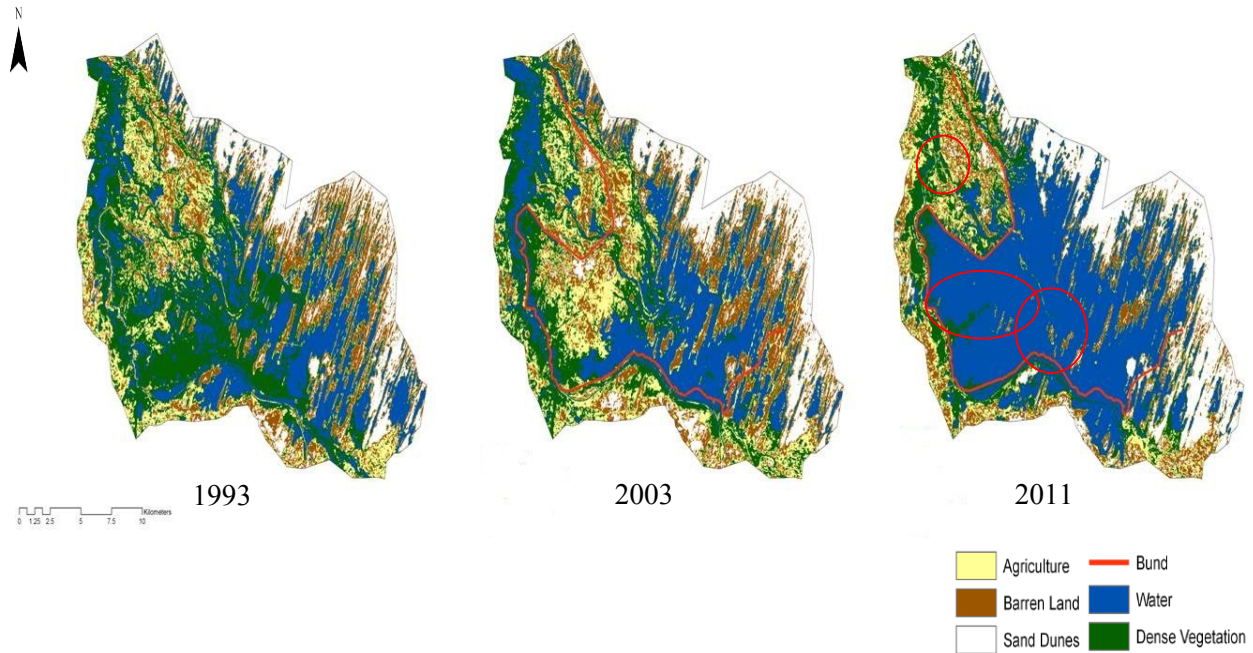 N
1993
2003
2011
Kilometers
0 1.25 2.5 5 7.5 10
Agriculture
Bund
Barren Land
Water
Sand Dunes
Dense Vegetation